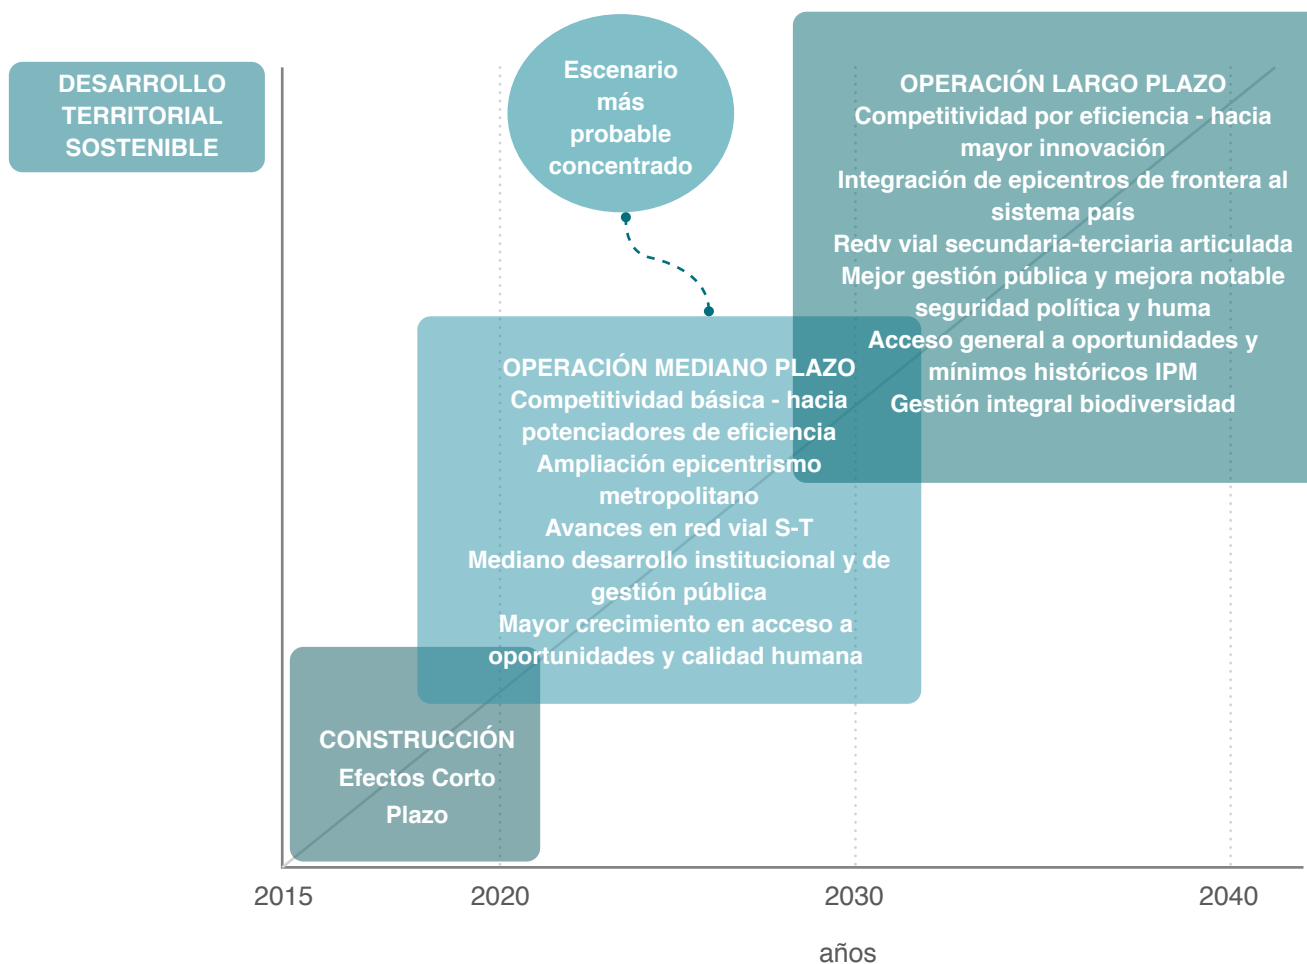 DESARROLLO
TERRITORIAL
SOSTENIBLE
Escenario
más
probable
concentrado
OPERACIÓN LARGO PLAZO
Competitividad por eficiencia - hacia
mayor innovación
Integración de epicentros de frontera al
sistema país
Redv vial secundaria-terciaria articulada
Mejor gestión pública y mejora notable
seguridad política y huma
Acceso general a oportunidades y
mínimos históricos IPM
Gestión integral biodiversidad
OPERACIÓN MEDIANO PLAZO
Competitividad básica - hacia
potenciadores de eficiencia
Ampliación epicentrismo
metropolitano
Avances en red vial S-T
Mediano desarrollo institucional y de
gestión pública
Mayor crecimiento en acceso a
oportunidades y calidad humana
CONSTRUCCIÓN
Efectos Corto
Plazo
2015
2020
2030
2040
años